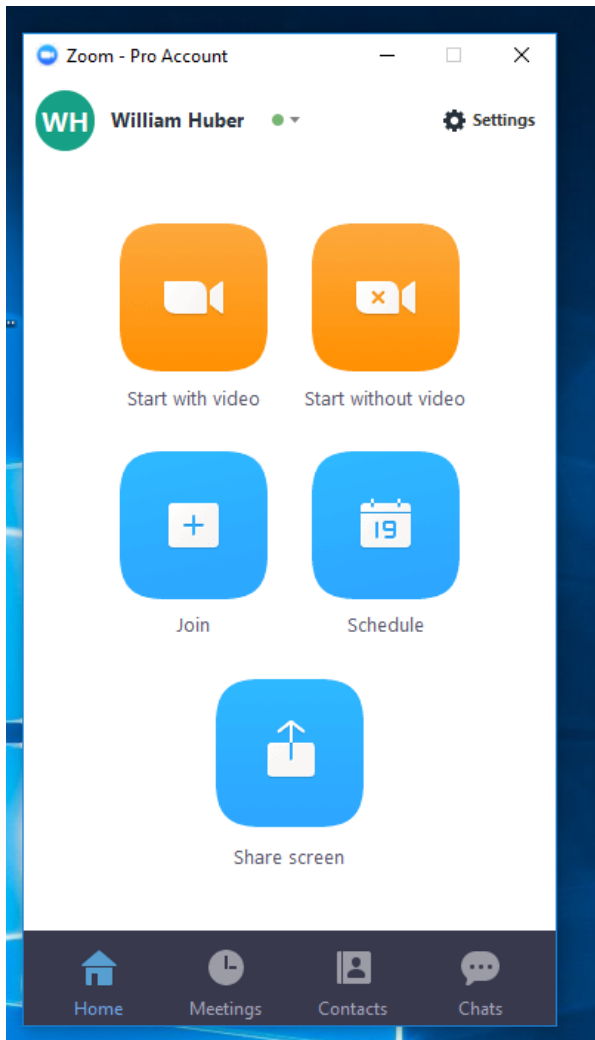 Zoom - Pro Account
WH
William Huber
Settings
Start with video
Start without video
19
Join
Schedule
Share screen
Home
Meetings
Contacts
Chats